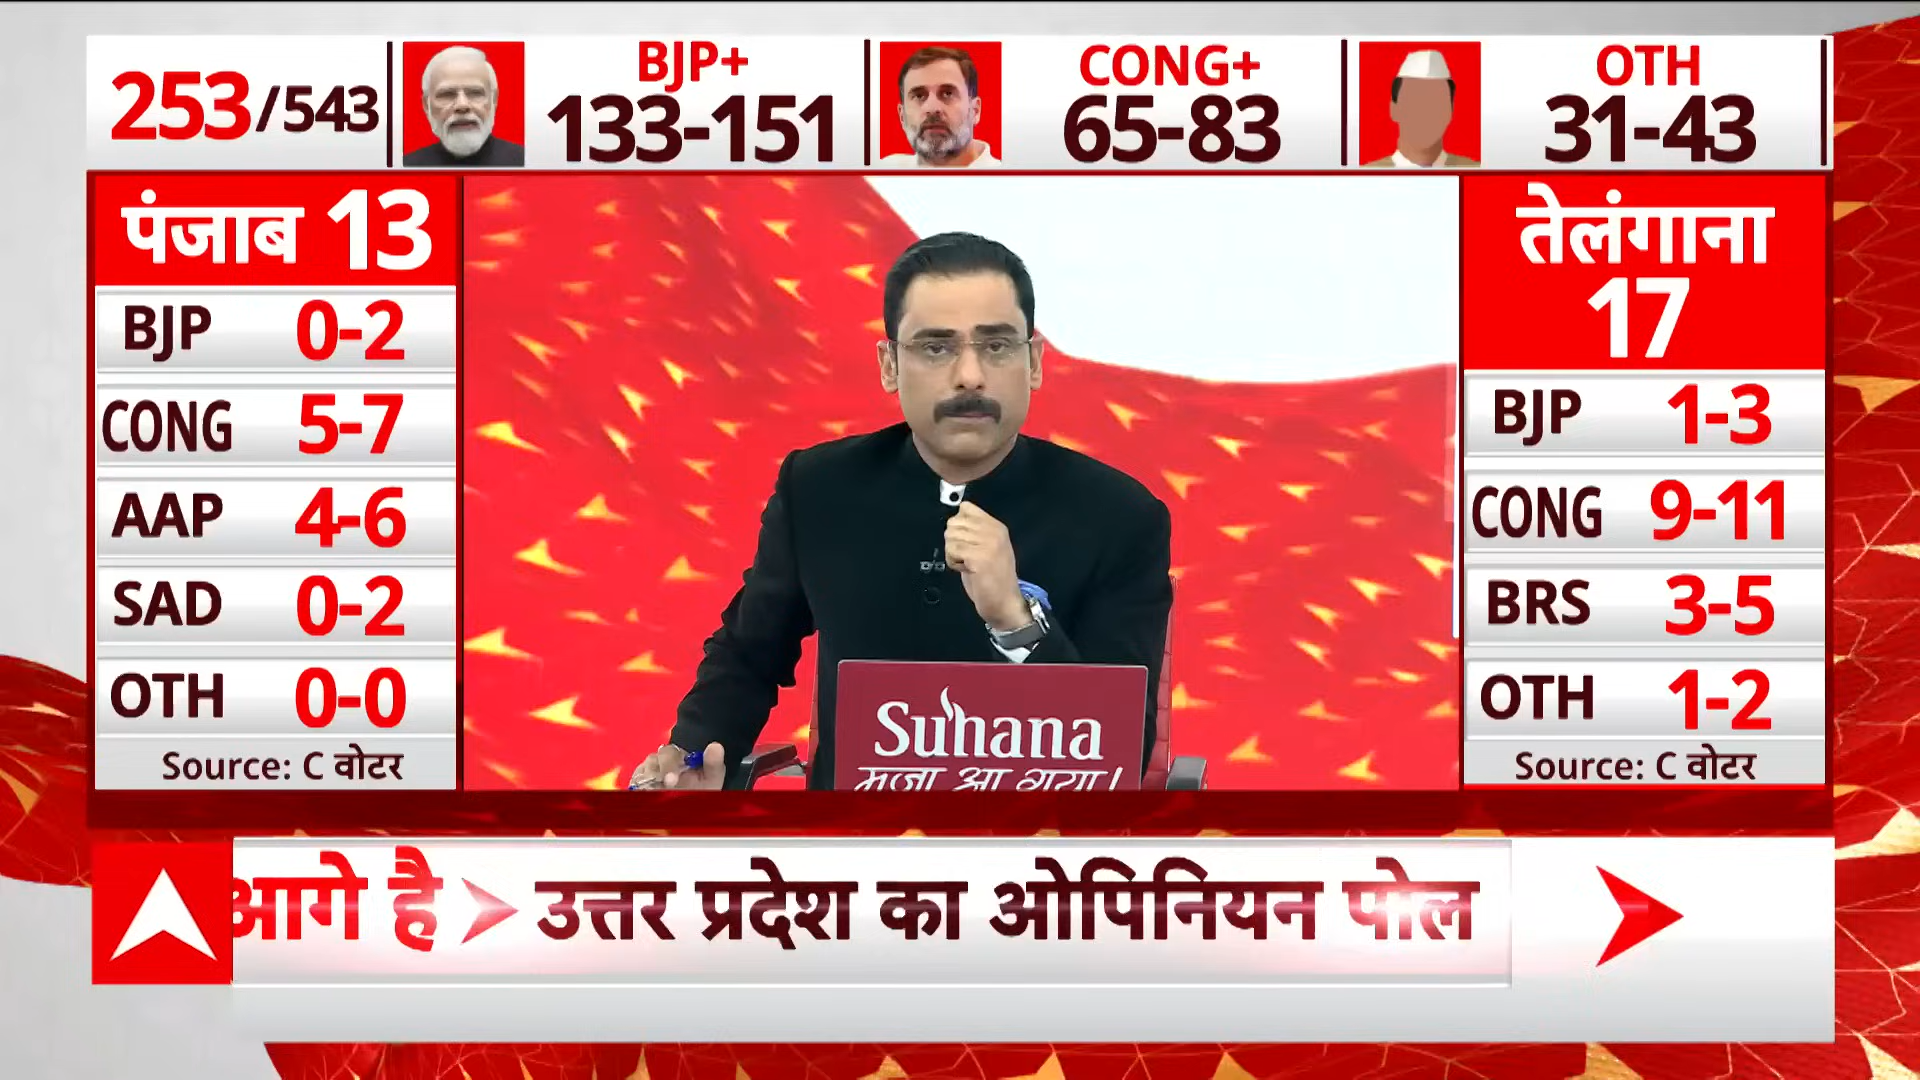 253/543
BJP+
133-151
CONG+
65-83
OTH
31-43
पंजाब 13
BJP 0-2
CONG 5-7
AAP 4-6
SAD 0-2
OTH 0-0
Source: C वोटर
तेलंगाना
17
BJP 1-3
CONG 9-11
BRS 3-5
OTH 1-2
Source: C वोटर
Suhana
मज़ा आ गया!
आगे है उत्तर प्रदेश का ओपिनियन पोल